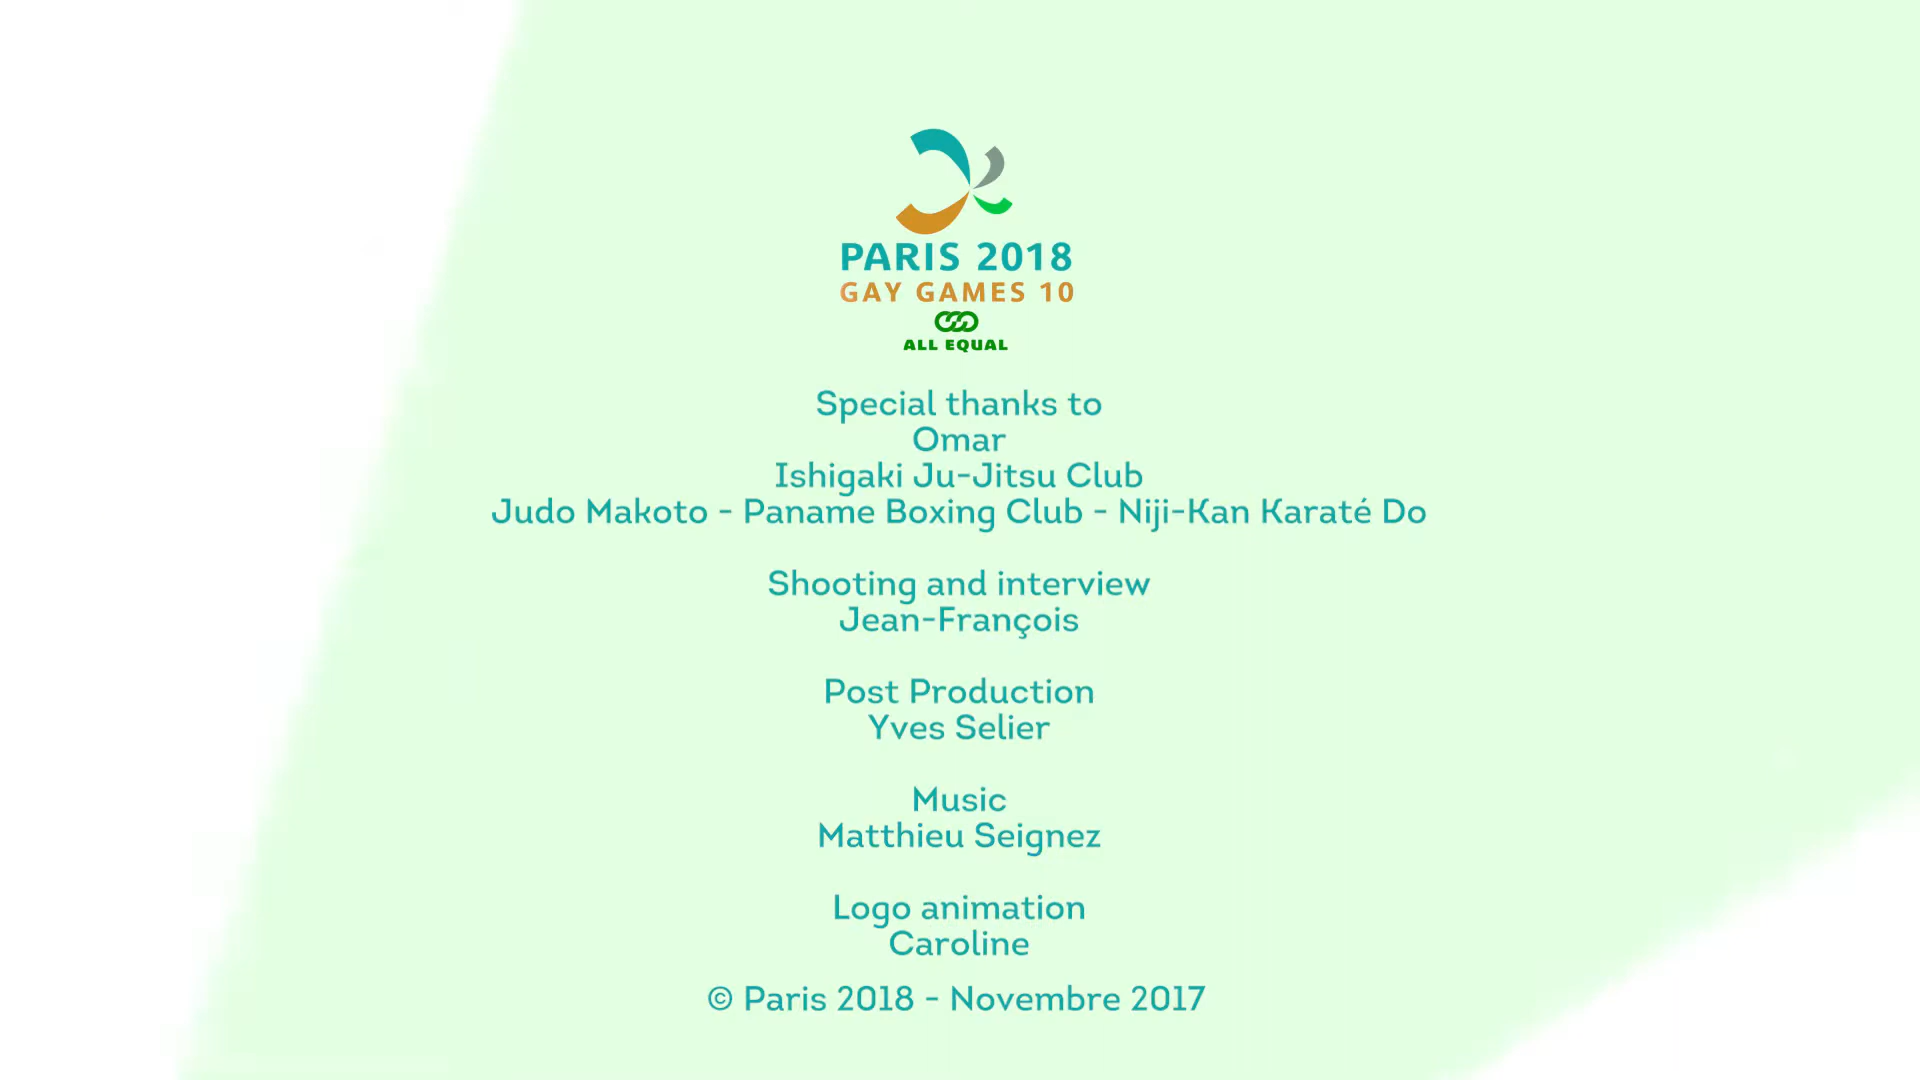 PARIS 2018
GAY GAMES 10
ALL EQUAL
Special thanks to
Omar
Ishigaki Ju-Jitsu Club
Judo Makoto - Paname Boxing Club - Niji-Kan Karaté Do
Shooting and interview
Jean-François
Post Production
Yves Selier
Music
Matthieu Seignez
Logo animation
Caroline
© Paris 2018 - Novembre 2017